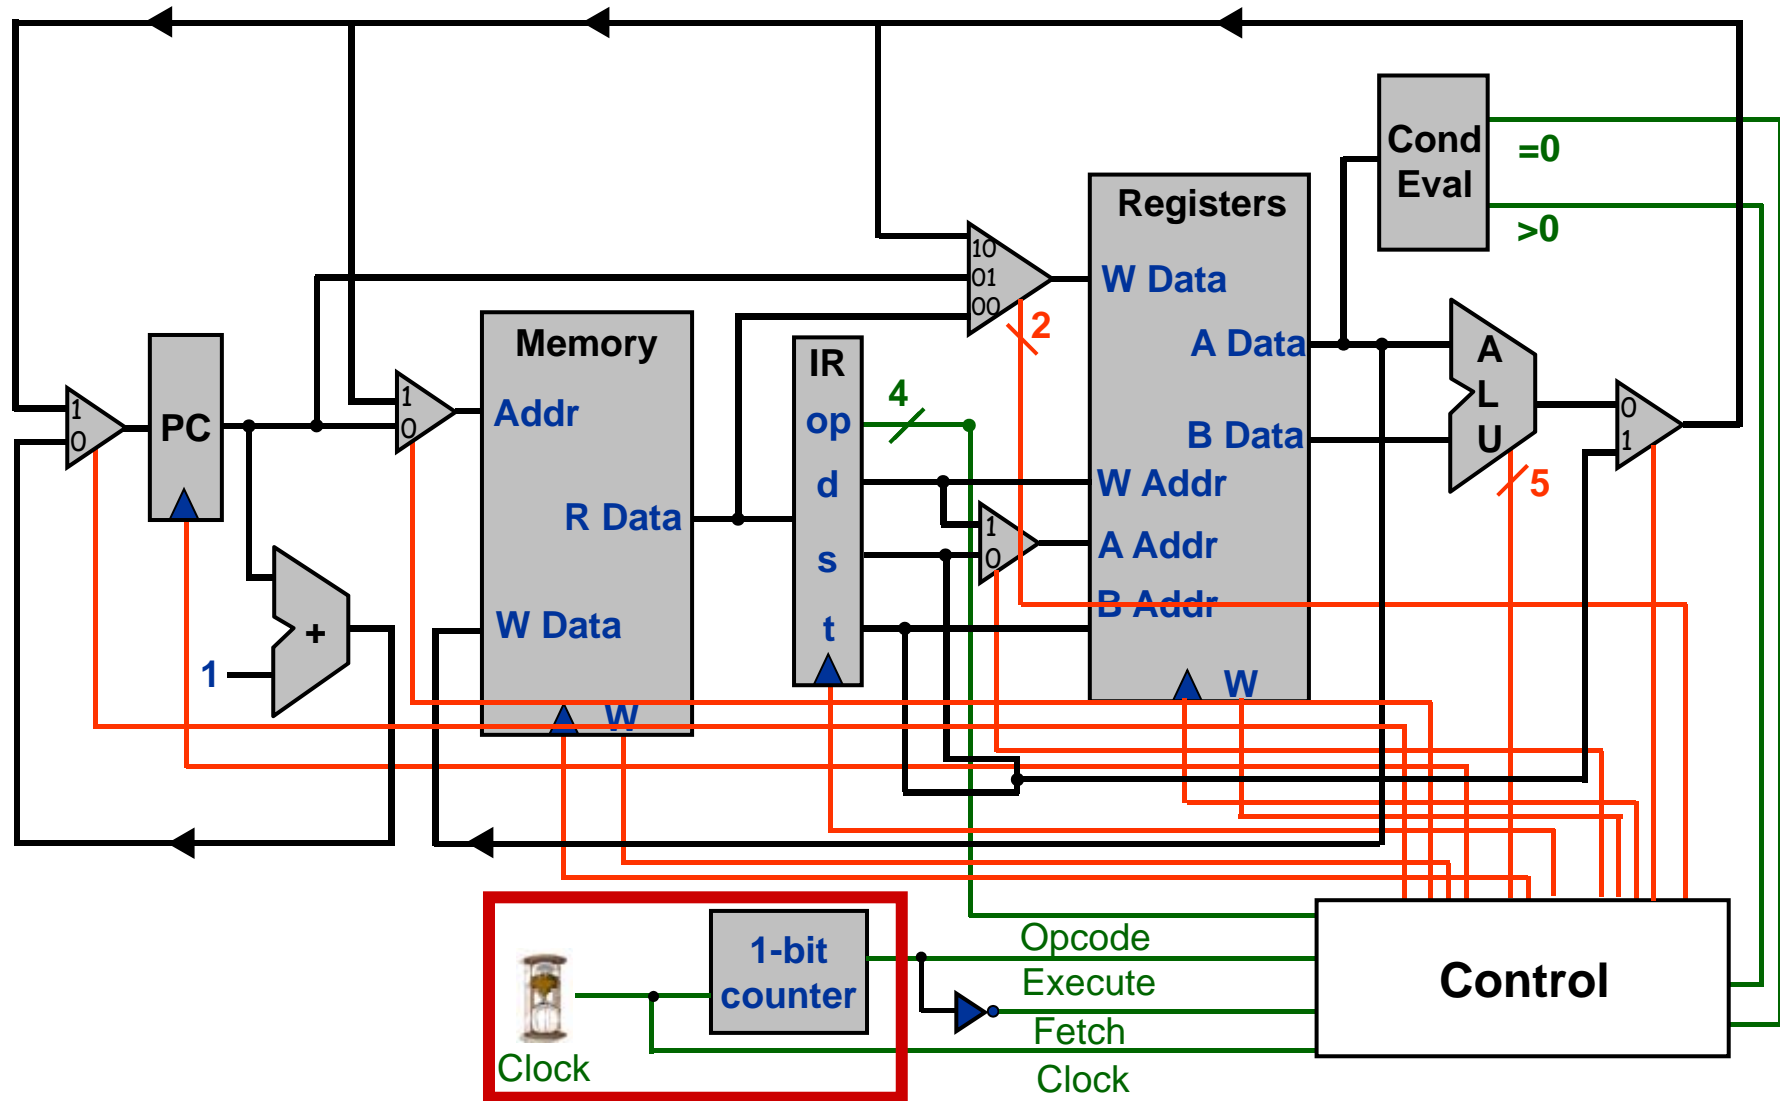 Cond
Eval
=0
>0
Registers
10
01
00
W Data
2
A Data
B Data
W Addr
A Addr
B Addr
W
Memory
Addr
R Data
W Data
W
IR
op
d
s
t
4
1
0
PC
1
0
1
0
+
1
A
L
U
5
0
1
1-bit
counter
Clock
Opcode
Execute
Fetch
Clock
Control